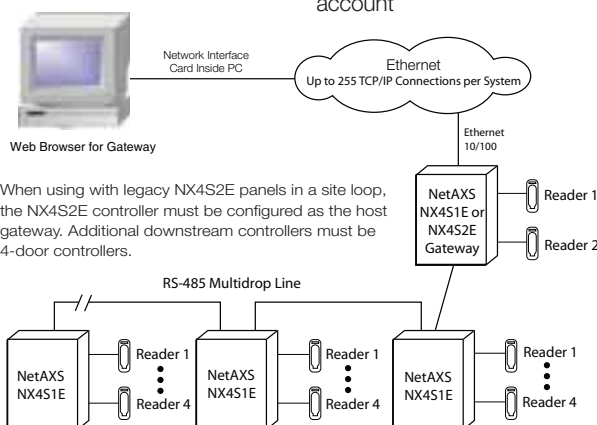 account
Network Interface
Card Inside PC
Ethernet
Up to 255 TCP/IP Connections per System
Web Browser for Gateway
Ethernet
10/100
When using with legacy NX4S2E panels in a site loop,
the NX4S2E controller must be configured as the host
gateway. Additional downstream controllers must be
4-door controllers.
NetAXS
NX4S1E or
NX4S2E
Gateway
Reader 1
Reader 2
RS-485 Multidrop Line
NetAXS
NX4S1E
Reader 1
Reader 4
NetAXS
NX4S1E
Reader 1
Reader 4
NetAXS
NX4S1E
Reader 1
Reader 4